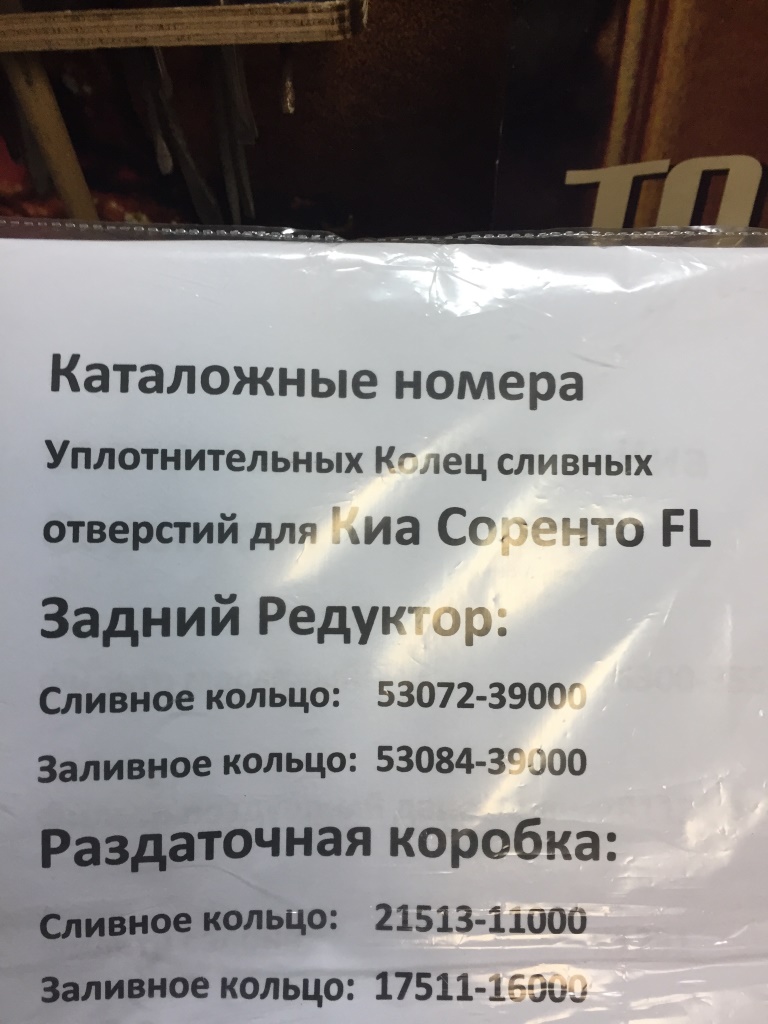 ТО
Каталожные номера
Уплотнительных Колец сливных
отверстий для Киа Соренто FL
Задний Редуктор:
Сливное кольцо: 53072-39000
Заливное кольцо: 53084-39000
Раздаточная коробка:
Сливное кольцо: 21513-11000
Заливное кольцо: 17511-16000